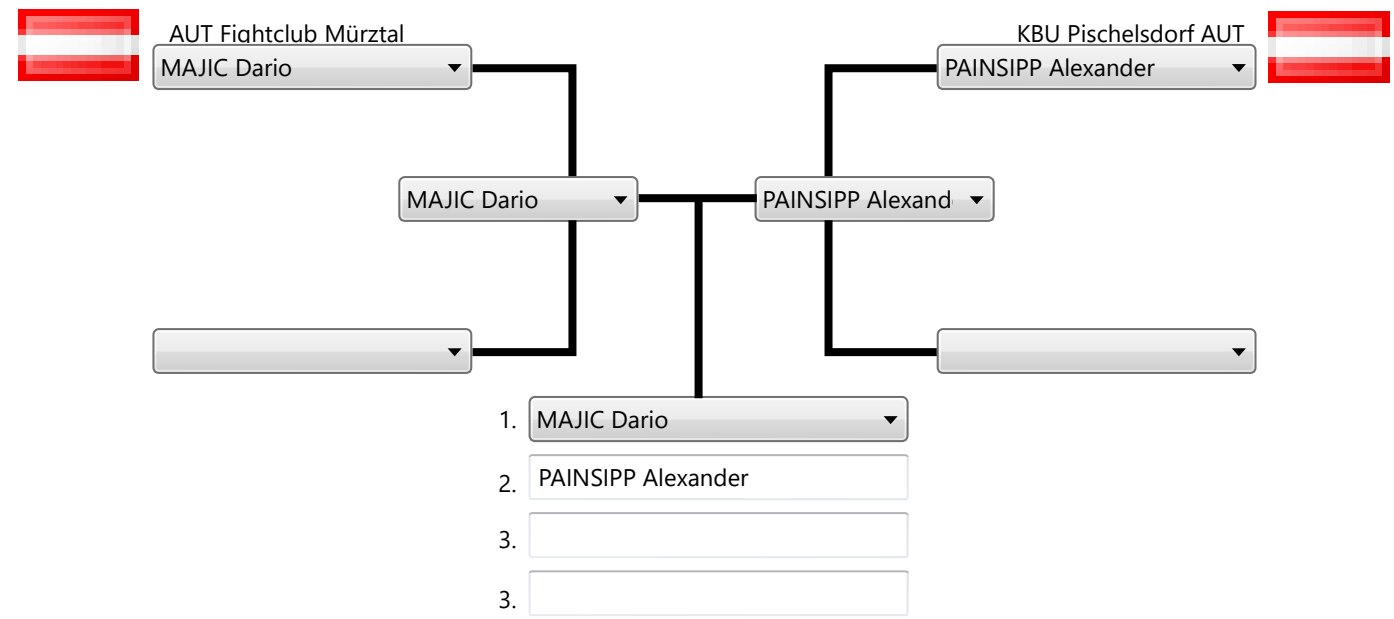 AUT Fightclub Mürztal
KBU Pischelsdorf AUT
MAJIC Dario
PAINSIPP Alexander
MAJIC Dario
PAINSIPP Alexand
1. MAJIC Dario
2. PAINSIPP Alexander
3.
3.